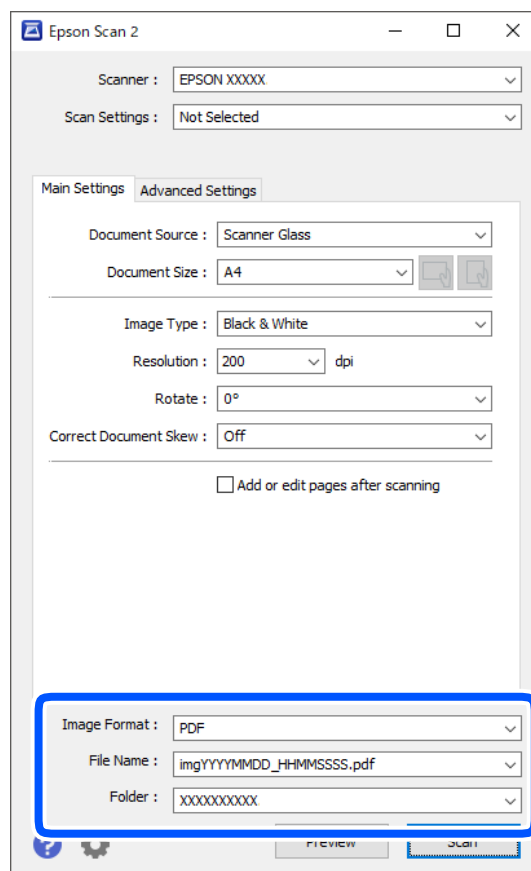 Epson Scan 2
Scanner : EPSON XXXXX
Scan Settings : Not Selected
Main Settings Advanced Settings
Document Source : Scanner Glass
Document Size : A4
Image Type : Black & White
Resolution : 200 dpi
Rotate : 0°
Correct Document Skew : Off
Add or edit pages after scanning
Image Format : PDF
File Name : imgYYYYMMDD_HHMMSSSS.pdf
Folder : XXXXXXXXXX
? Preview Scan